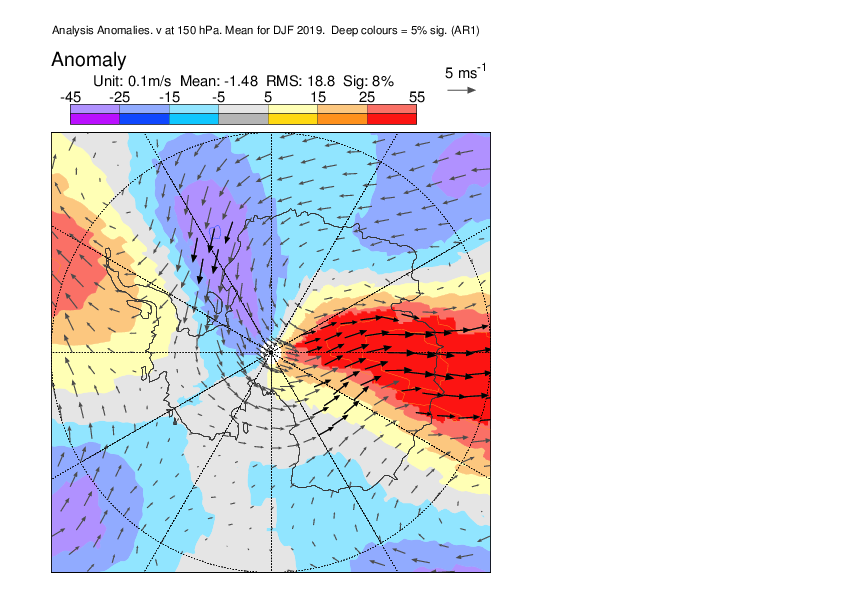 Analysis Anomalies. v at 150 hPa. Mean for DJF 2019.  Deep colours = 5% sig. (AR1)
Anomaly
5 ms-1
Unit: 0.1m/s  Mean: -1.48  RMS: 18.8  Sig: 8%
-45 -25 -15 -5 5 15 25 55